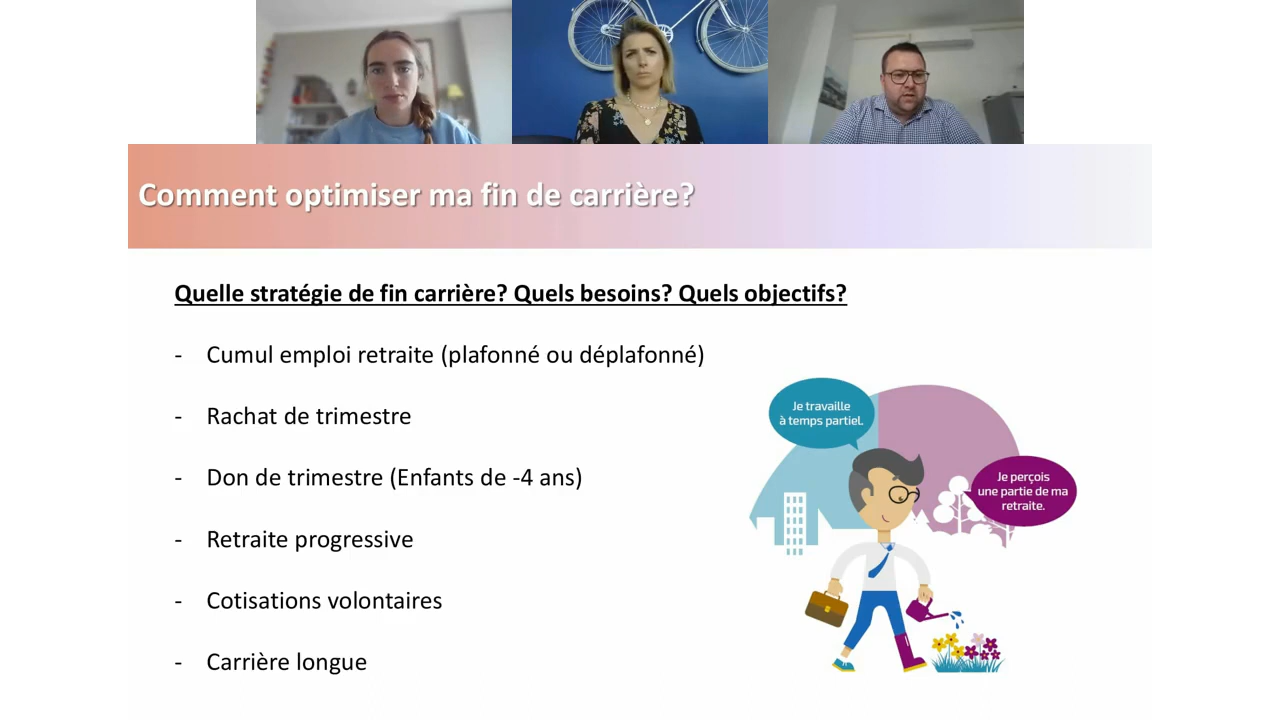 Comment optimiser ma fin de carrière?
Quelle stratégie de fin carrière? Quels besoins? Quels objectifs?
- Cumul emploi retraite (plafonné ou déplafonné)
- Rachat de trimestre
- Don de trimestre (Enfants de -4 ans)
- Retraite progressive
- Cotisations volontaires
- Carrière longue
Je travaille
à temps partiel.
Je perçois
une partie de ma
retraite.